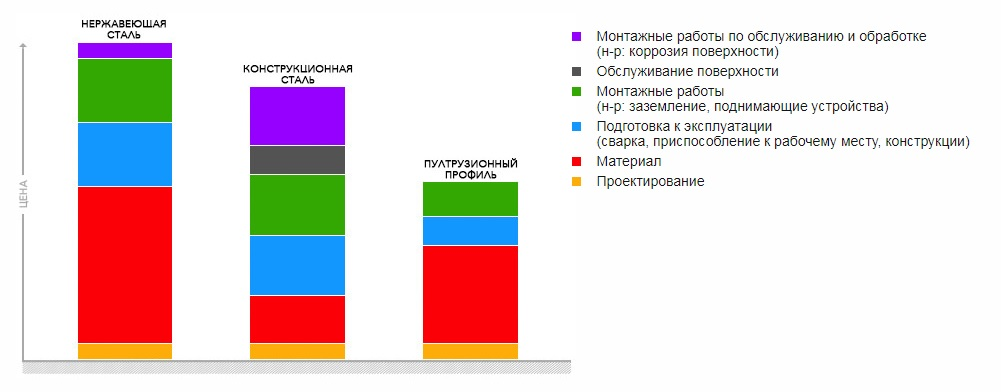 НЕРЖАВЕЮЩАЯ
СТАЛЬ
КОНСТРУКЦИОННАЯ
СТАЛЬ
ПУЛТРУЗИОННЫЙ
ПРОФИЛЬ
ЦЕНА
Монтажные работы по обслуживанию и обработке
(н-р: коррозия поверхности)
Обслуживание поверхности
Монтажные работы
(н-р: заземление, поднимающие устройства)
Подготовка к эксплуатации
(сварка, приспособление к рабочему месту, конструкции)
Материал
Проектирование